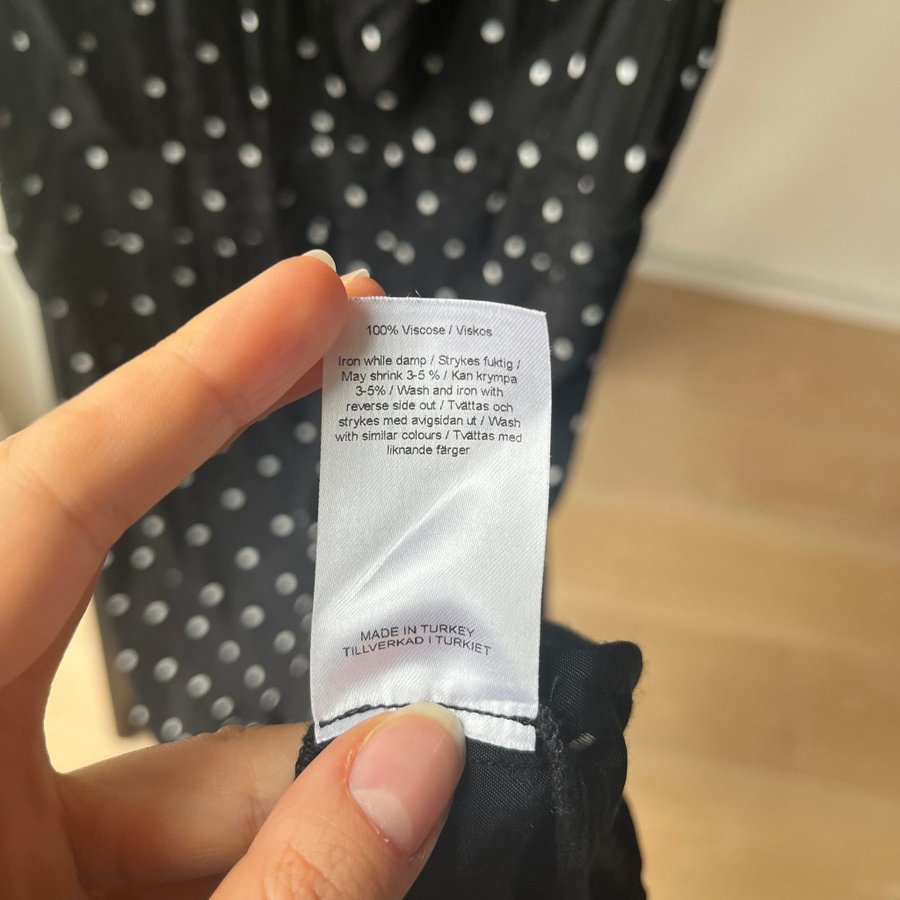 100% Viscose / Viskos
Iron while damp / Strykes fuktig /
May shrink 3-5 % / Kan krympa
3-5% / Wash and iron with
reverse side out / Tvättas och
strykes med avigsidan ut / Wash
with similar colours / Tvättas med
liknande färger
MADE IN TURKEY
TILLVERKAD I TURKIET